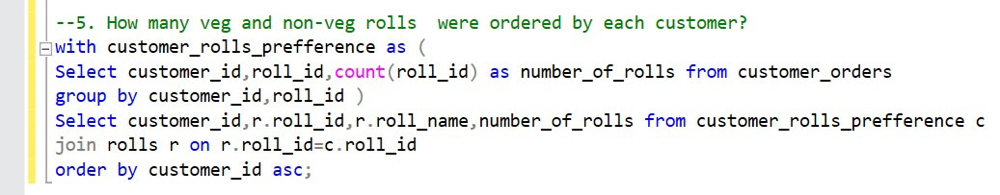 --5. How many veg and non-veg rolls  were ordered by each customer?
with customer_rolls_prefference as (
Select customer_id,roll_id,count(roll_id) as number_of_rolls from customer_orders
group by customer_id,roll_id )
Select customer_id,r.roll_id,r.roll_name,number_of_rolls from customer_rolls_prefference c
join rolls r on r.roll_id=c.roll_id
order by customer_id asc;